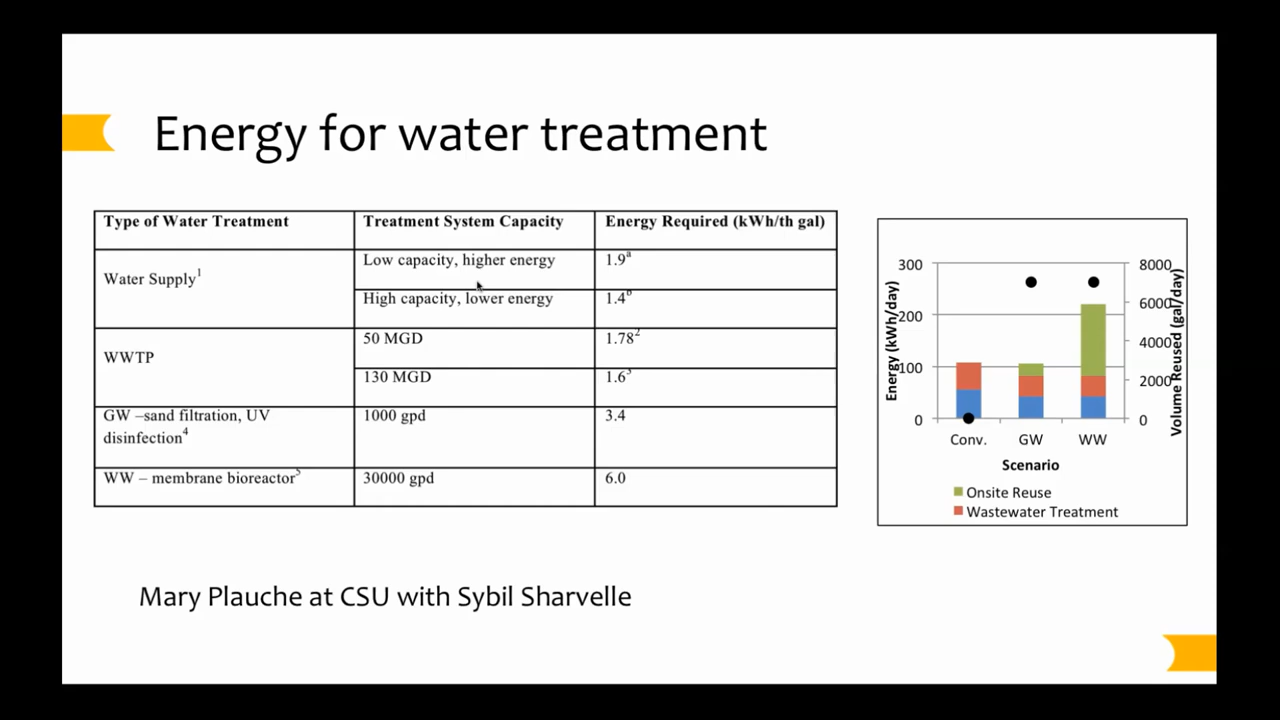 Energy for water treatment
Type of Water Treatment Treatment System Capacity Energy Required (kWh/th gal)
Water Supply¹
Low capacity, higher energy 1.9ᵃ
High capacity, lower energy 1.4
WWTP
50 MGD 1.78²
130 MGD 1.6³
GW –sand filtration, UV disinfection⁴ 1000 gpd 3.4
WW – membrane bioreactor⁵ 30000 gpd 6.0
Energy (kWh/day)
300
200
100
0
8000
6000
4000
2000
0
Volume Reused (gal/day)
Conv. GW WW
Scenario
Onsite Reuse
Wastewater Treatment
Mary Plauche at CSU with Sybil Sharvelle